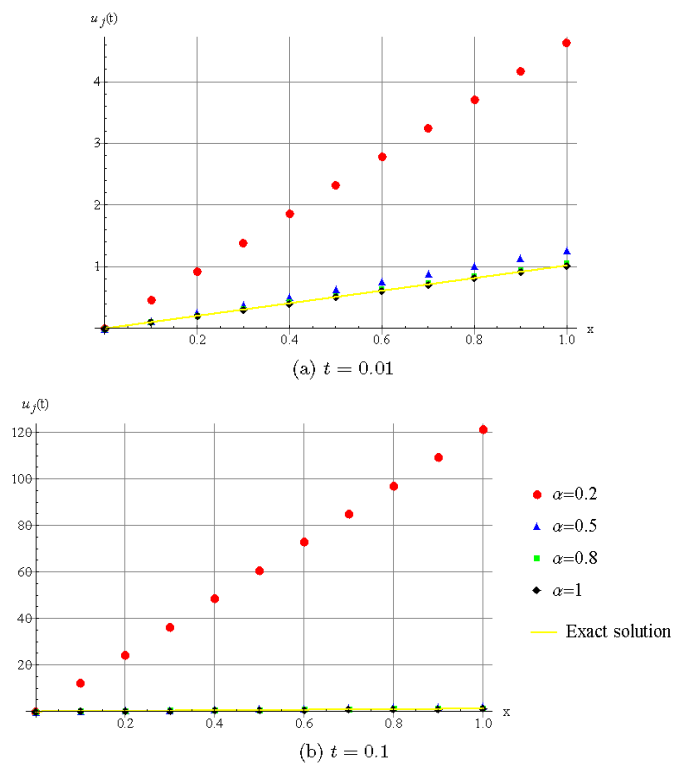 u j(t)
4
3
2
1
0.2 0.4 0.6 0.8 1.0 x
(a) t = 0.01
u j(t)
120
100
80
60
40
20
0.2 0.4 0.6 0.8 1.0 x
(b) t = 0.1
α=0.2
α=0.5
α=0.8
α=1
Exact solution